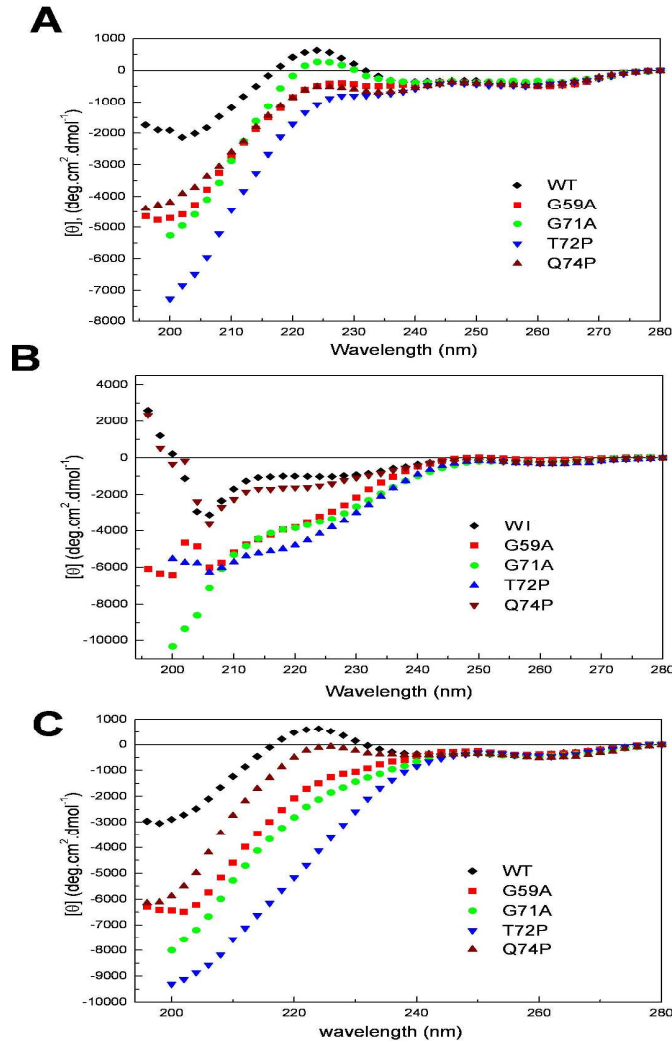 A
1000
0
-1000
-2000
-3000
-4000
-5000
-6000
-7000
-8000
[θ], (deg.cm².dmol⁻¹)
WT
G59A
G71A
T72P
Q74P
200 210 220 230 240 250 260 270 280
Wavelength (nm)
B
4000
2000
0
-2000
-4000
-6000
-8000
-10000
[θ] (deg.cm².dmol⁻¹)
WT
G59A
G71A
T72P
Q74P
200 210 220 230 240 250 260 270 280
Wavelength (nm)
C
1000
0
-1000
-2000
-3000
-4000
-5000
-6000
-7000
-8000
-9000
-10000
[θ] (deg.cm².dmol⁻¹)
WT
G59A
G71A
T72P
Q74P
200 210 220 230 240 250 260 270 280
wavelength (nm)